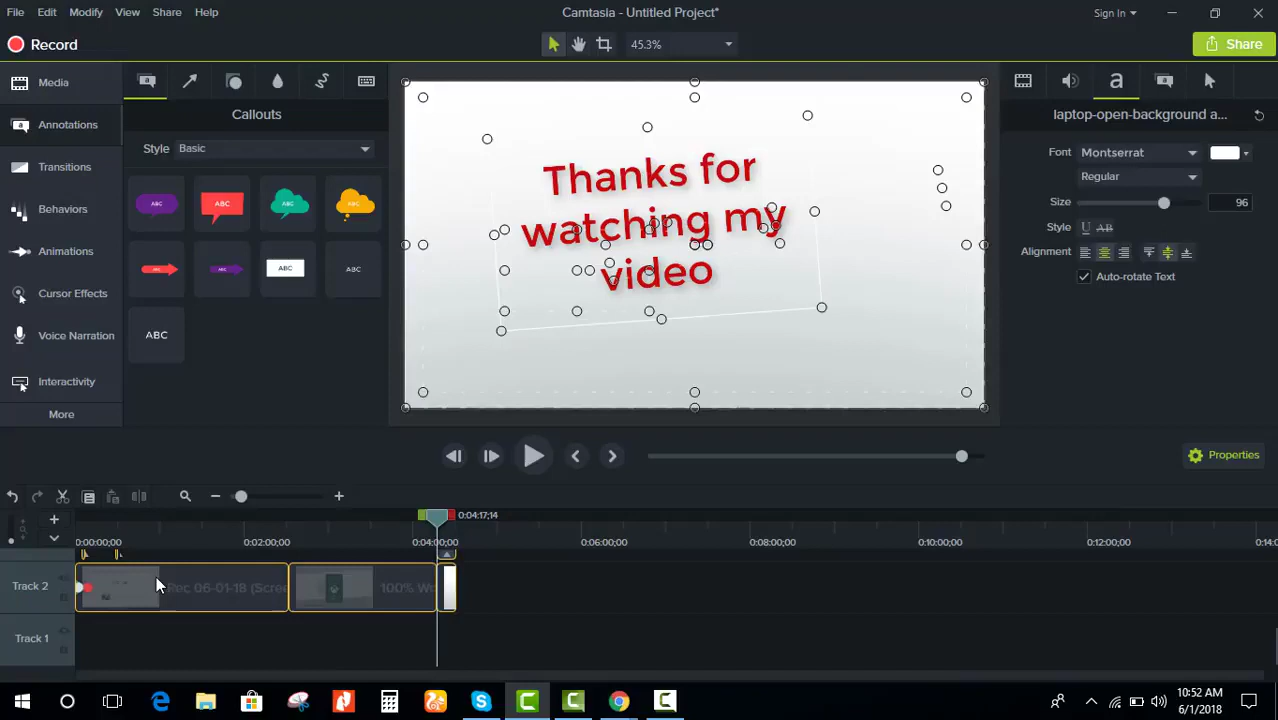 File Edit Modify View Share Help Camtasia - Untitled Project* Sign In
Record 45.3% Share
Media
Annotations
Transitions
Behaviors
Animations
Cursor Effects
Voice Narration
Interactivity
More
Callouts
Style Basic
ABC ABC ABC ABC
ABC ABC
ABC
Thanks for
watching my
video
a
laptop-open-background a...
Font Montserrat
Regular
Size 96
Style U AB
Alignment
Auto-rotate Text
Properties
0:04:17;14
0:00:00;00 0:02:00;00 0:04:00;00 0:06:00;00 0:08:00;00 0:10:00;00 0:12:00;00 0:14:0
Track 2 Rec 06-01-18 (Scree 100% Wo
Track 1
10:52 AM
6/1/2018